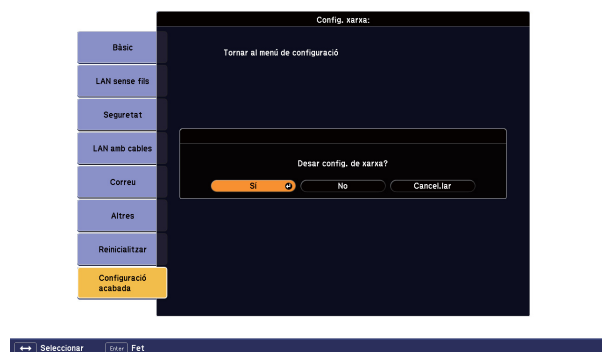 Config. xarxa:
Bàsic
Tornar al menú de configuració
LAN sense fils
Seguretat
LAN amb cables
Desar config. de xarxa?
Sí No Cancel.lar
Correu
Altres
Reinicialitzar
Configuració
acabada
Seleccionar Enter Fet